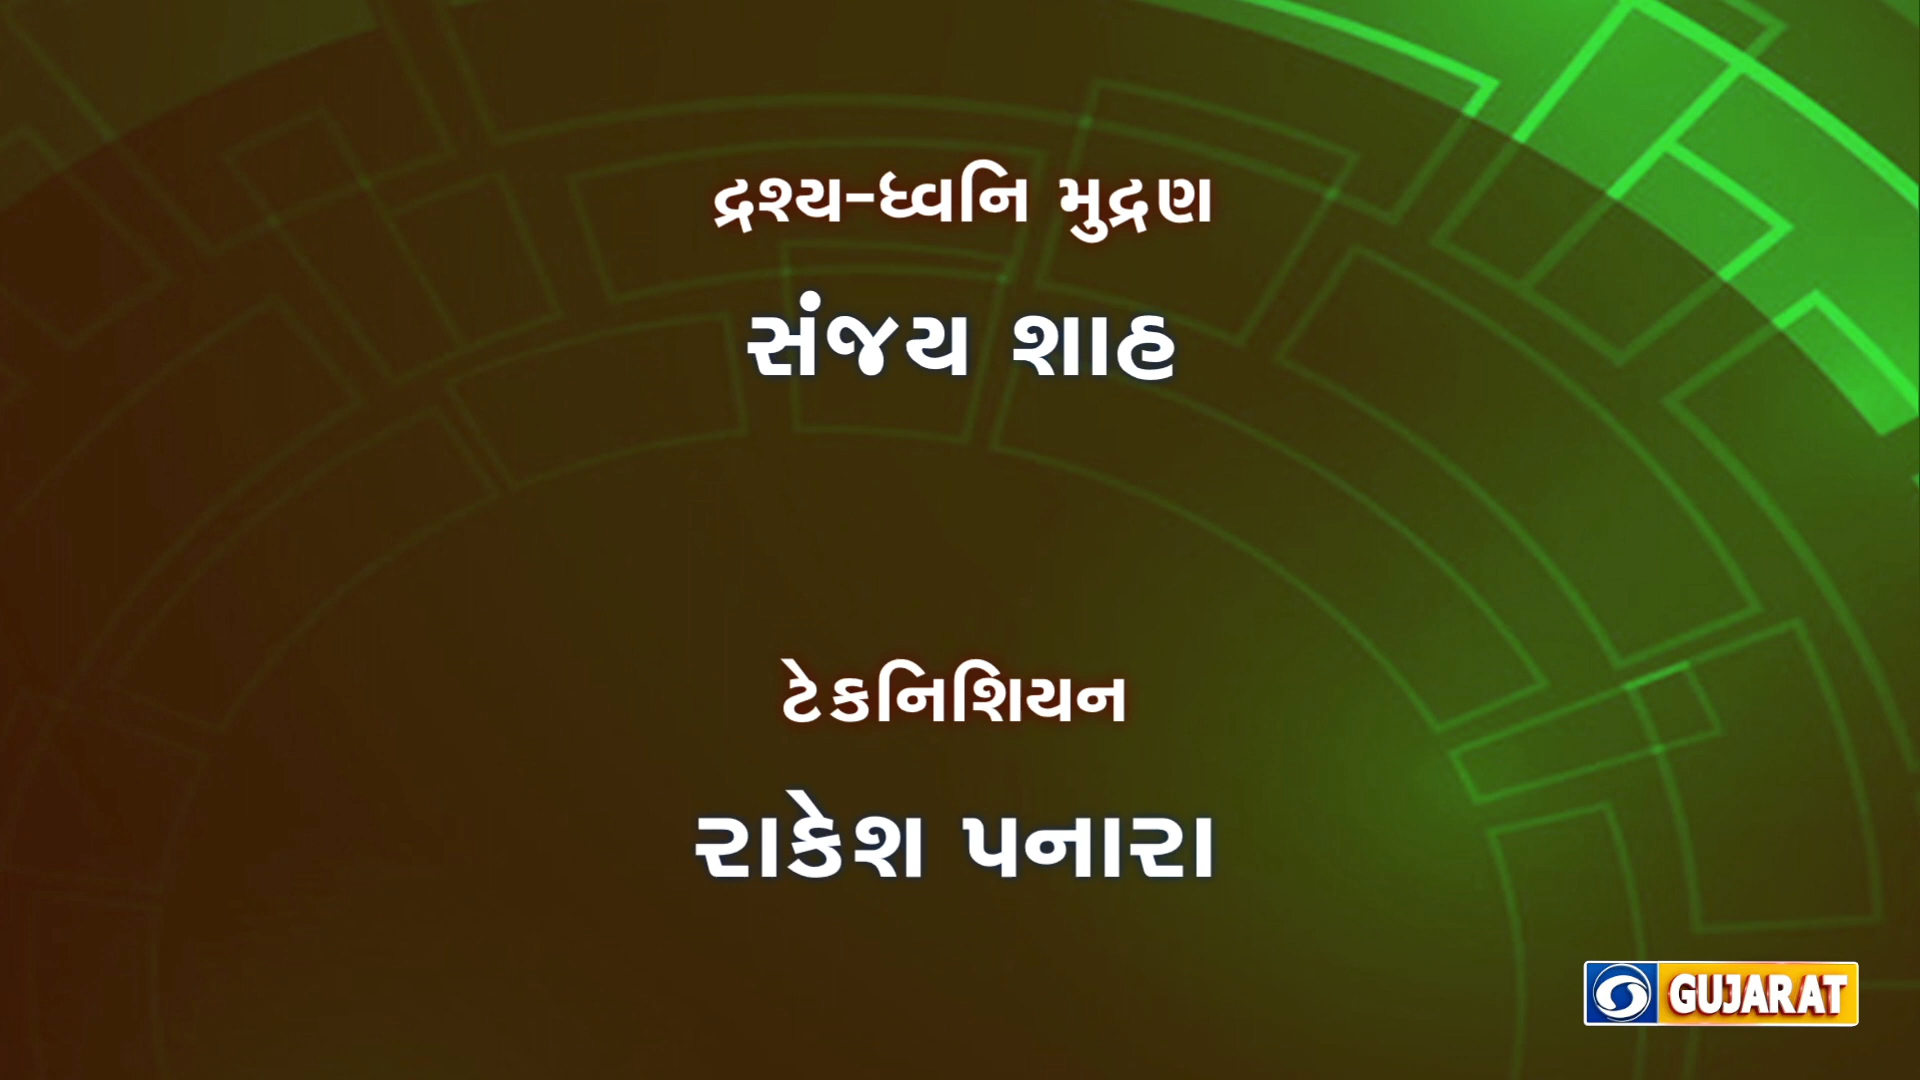 દ્રશ્ય-ધ્વનિ મુદ્રણ
સંજય શાહ
ટેકનિશિયન
રાકેશ પનારા
GUJARAT